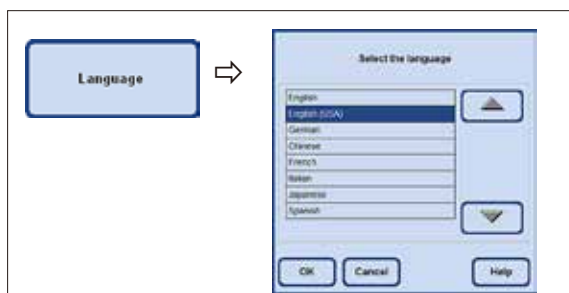 Language
Select the language
English
English (USA)
German
Chinese
French
Italian
Japanese
Spanish
OK
Cancel
Help